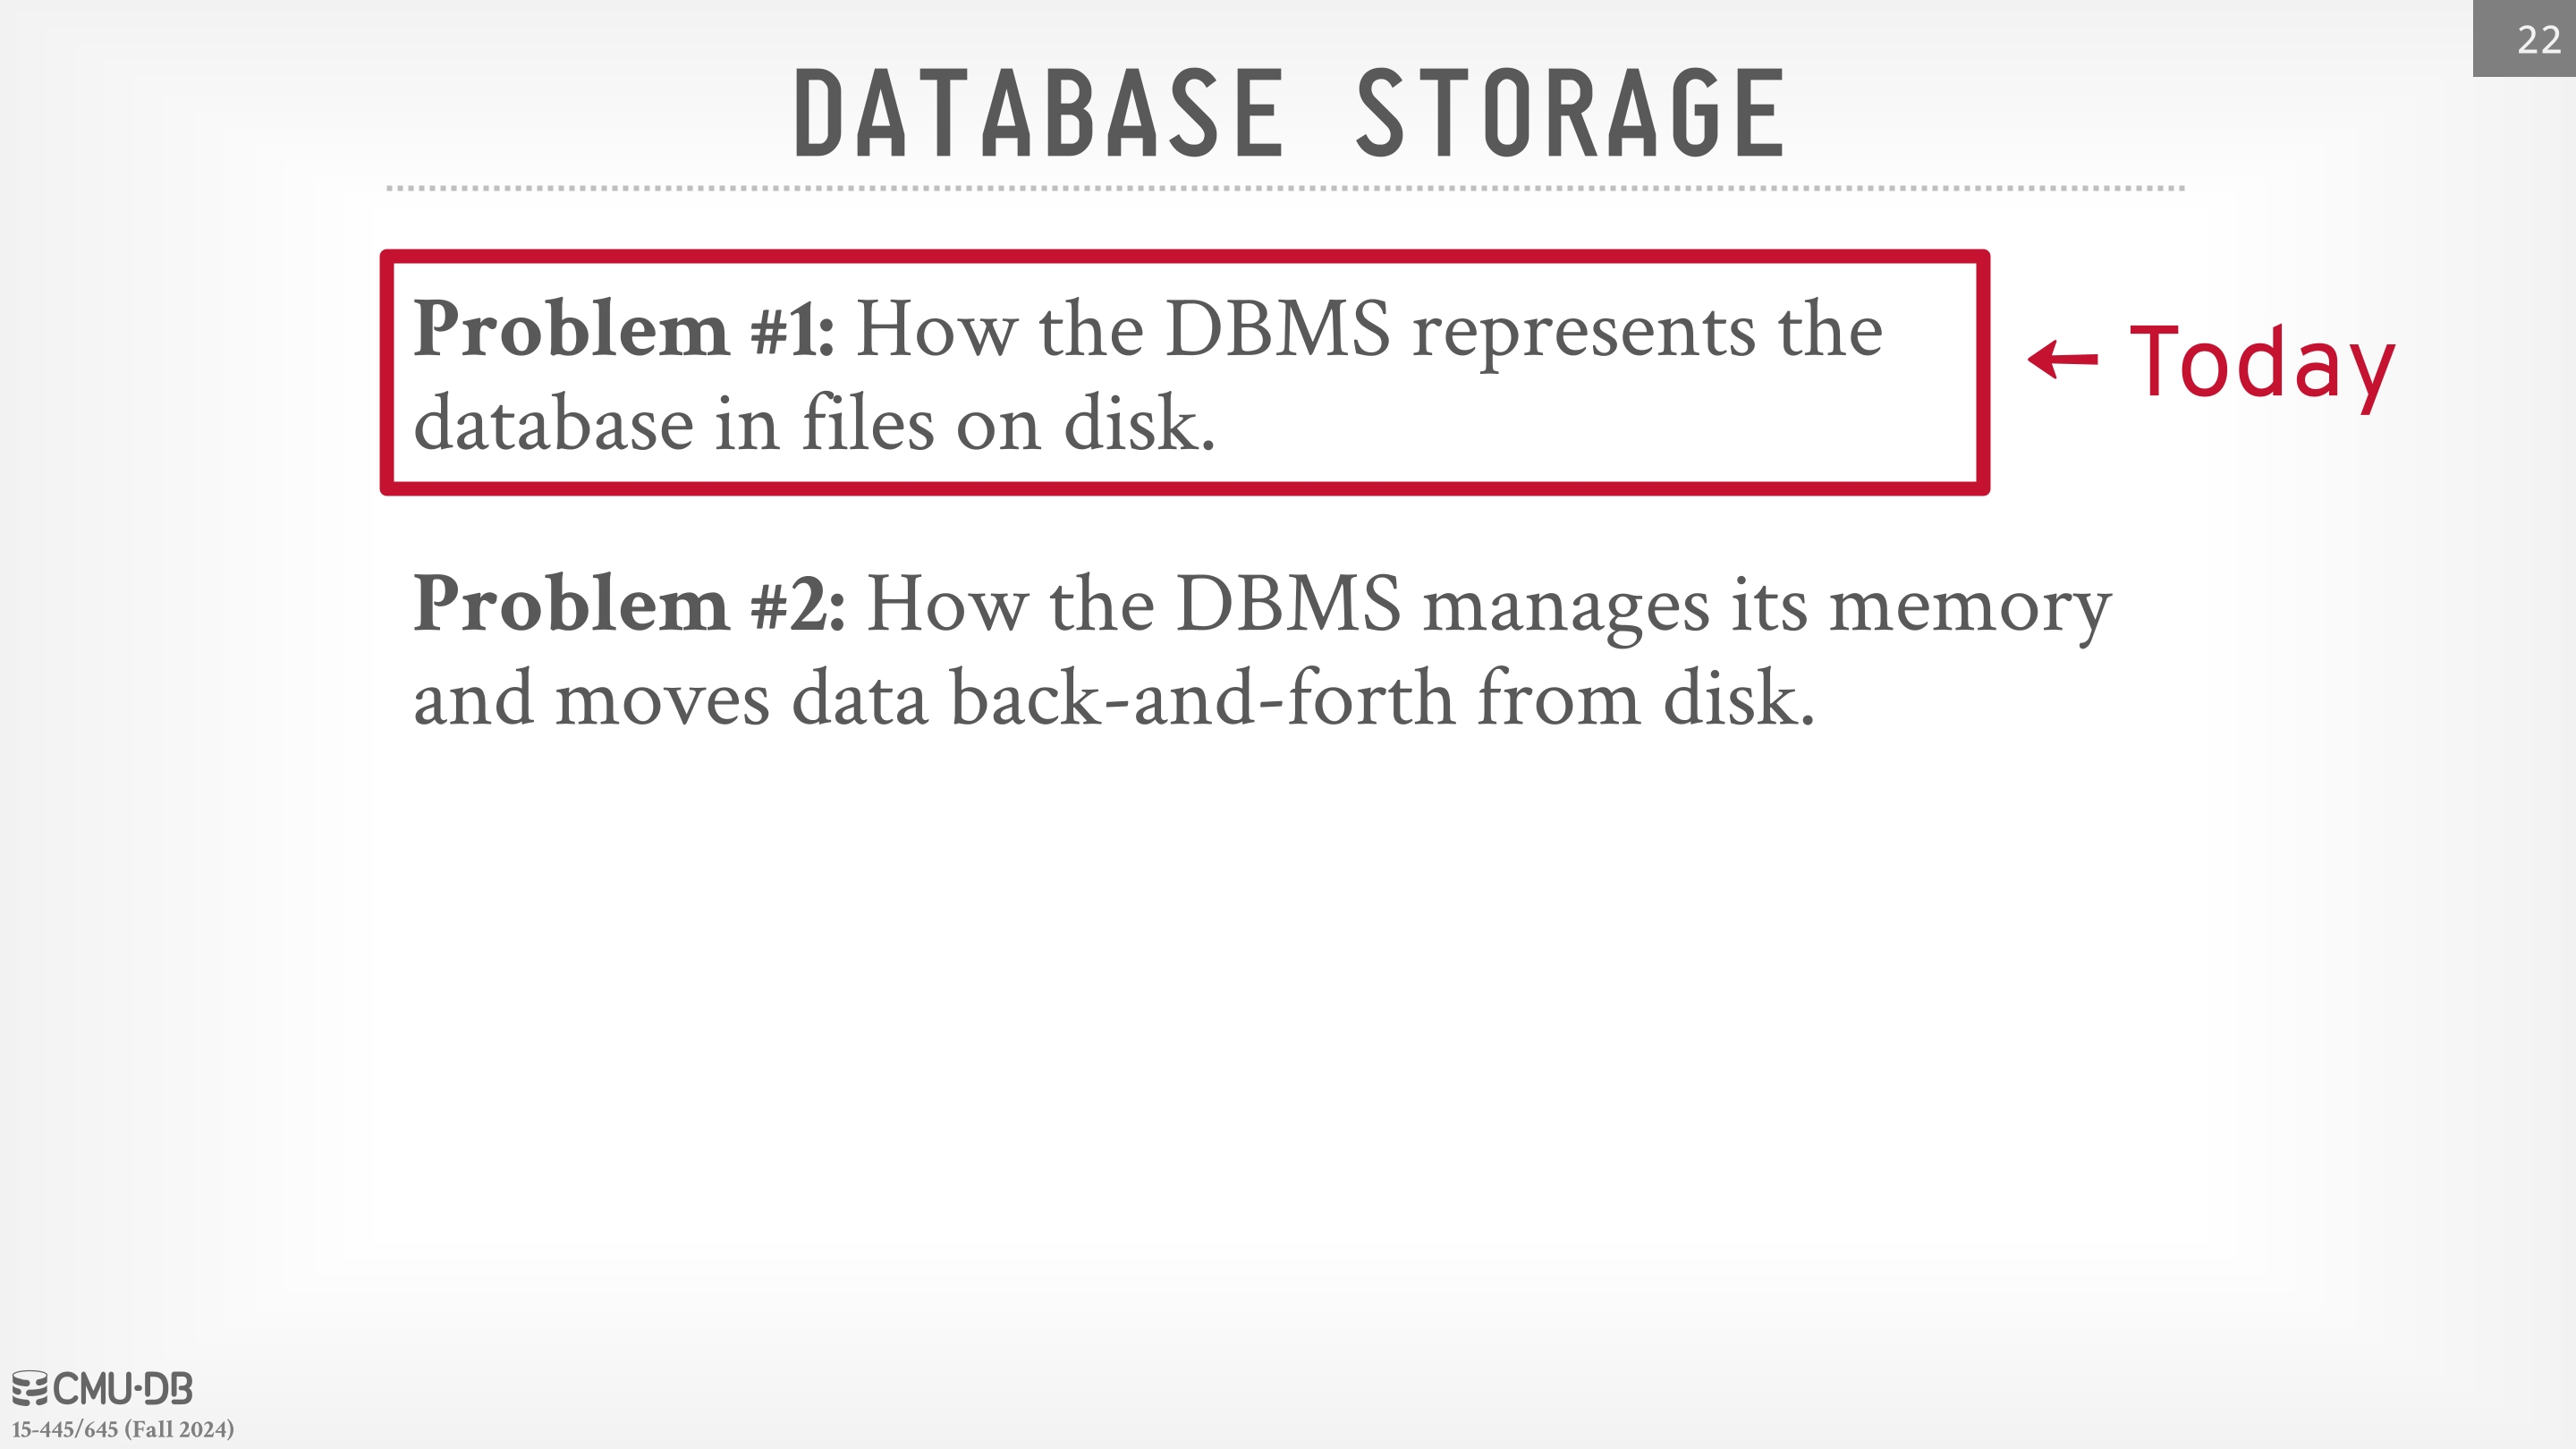 22
DATABASE STORAGE
Problem #1: How the DBMS represents the
database in files on disk.
← Today
Problem #2: How the DBMS manages its memory
and moves data back-and-forth from disk.
CMU·DB
15-445/645 (Fall 2024)